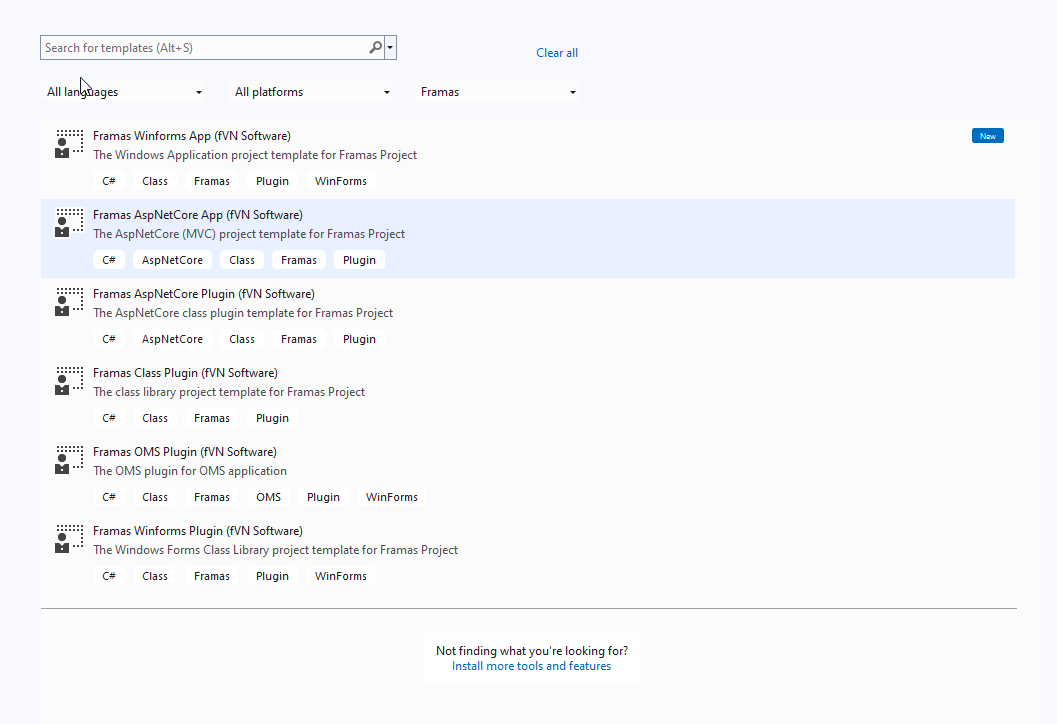 Search for templates (Alt+S)
Clear all
All languages
All platforms
Framas
Framas Winforms App (fVN Software)
New
The Windows Application project template for Framas Project
C# Class Framas Plugin WinForms
Framas AspNetCore App (fVN Software)
The AspNetCore (MVC) project template for Framas Project
C# AspNetCore Class Framas Plugin
Framas AspNetCore Plugin (fVN Software)
The AspNetCore class plugin template for Framas Project
C# AspNetCore Class Framas Plugin
Framas Class Plugin (fVN Software)
The class library project template for Framas Project
C# Class Framas Plugin
Framas OMS Plugin (fVN Software)
The OMS plugin for OMS application
C# Class Framas OMS Plugin WinForms
Framas Winforms Plugin (fVN Software)
The Windows Forms Class Library project template for Framas Project
C# Class Framas Plugin WinForms
Not finding what you're looking for?
Install more tools and features